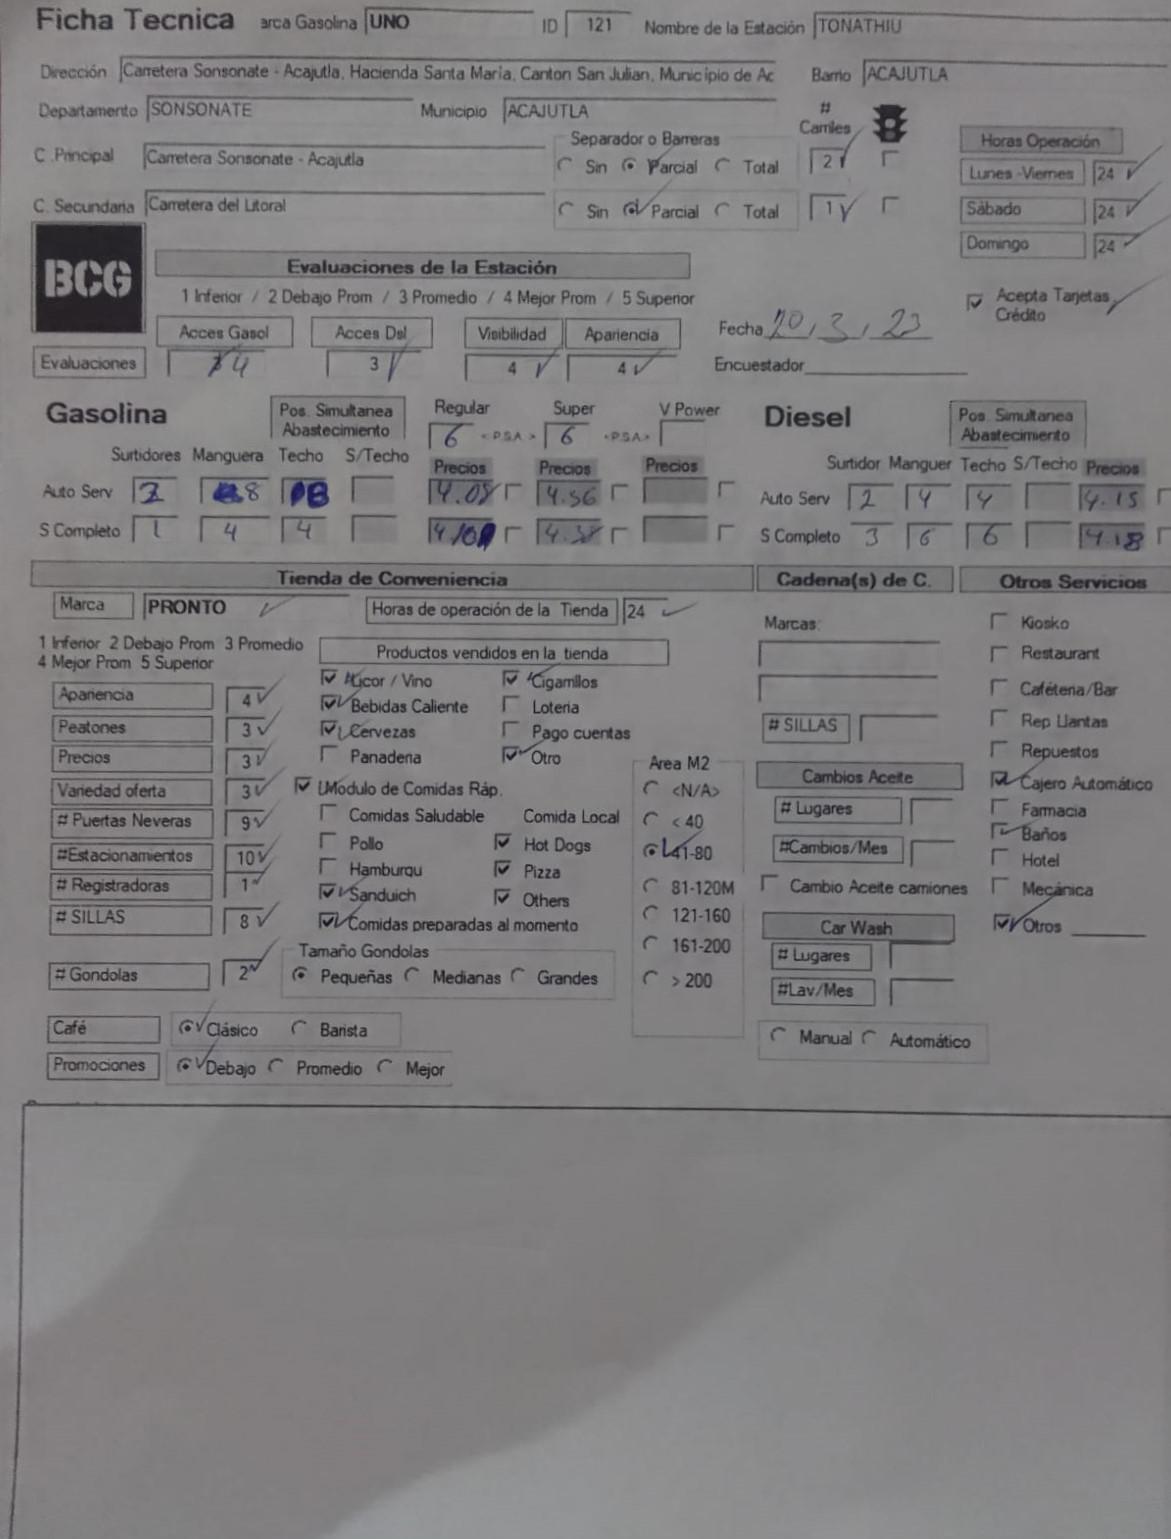 Ficha Tecnica arca Gasolina UNO ID 121 Nombre de la Estación TONATHIU
Dirección Carretera Sonsonate - Acajutla, Hacienda Santa María, Canton San Julian, Municipio de Ac Barrio ACAJUTLA
Departamento SONSONATE Municipio ACAJUTLA # Carriles
Separador o Barreras Horas Operación
C .Principal Carretera Sonsonate - Acajutla Sin Parcial Total 2 Lunes -Viernes 24
C. Secundaria Carretera del Litoral Sin Parcial Total 1 Sábado 24
Domingo 24
BCG
Evaluaciones de la Estación
1 Inferior / 2 Debajo Prom / 3 Promedio / 4 Mejor Prom / 5 Superior
Acepta Tarjetas Crédito
Acces Gasol Acces Dsl Visibilidad Apariencia Fecha 20 / 3 / 23
Evaluaciones 4 3 4 4 Encuestador
Gasolina Pos. Simultanea Abastecimiento Regular Super V Power Diesel Pos. Simultanea Abastecimiento
6 <P.S.A> 6 <P.S.A>
Surtidores Manguera Techo S/Techo Precios Precios Precios Surtidor Manguer Techo S/Techo Precios
Auto Serv 2 8 8 4.08 4.36 Auto Serv 2 4 4 4.15
S Completo 1 4 4 S Completo 3 6 6 4.18
Tienda de Conveniencia Cadena(s) de C. Otros Servicios
Marca PRONTO Horas de operación de la Tienda 24 Marcas: Kiosko
1 Inferior 2 Debajo Prom 3 Promedio
4 Mejor Prom 5 Superior
Productos vendidos en la tienda Restaurant
Apariencia 4 Licor / Vino Cigarrillos Cafétería/Bar
Peatones 3 Bebidas Caliente Loteria # SILLAS Rep Llantas
Cervezas Pago cuentas
Precios 3 Panaderia Otro Area M2 Repuestos
Variedad oferta 3 Módulo de Comidas Ráp. <N/A> Cambios Aceite Cajero Automático
# Puertas Neveras 9 Comidas Saludable Comida Local < 40 # Lugares Farmacia
#Estacionamientos 10 Pollo Hot Dogs 41-80 #Cambios/Mes Baños
Hotel
# Registradoras 1 Hamburqu Pizza 81-120M Cambio Aceite camiones Mecánica
# SILLAS 8 Sanduich Others 121-160 Car Wash Otros
Comidas preparadas al momento
# Gondolas 2 Tamaño Gondolas 161-200 # Lugares
Pequeñas Medianas Grandes > 200 #Lav/Mes
Café Clásico Barista Manual Automático
Promociones Debajo Promedio Mejor